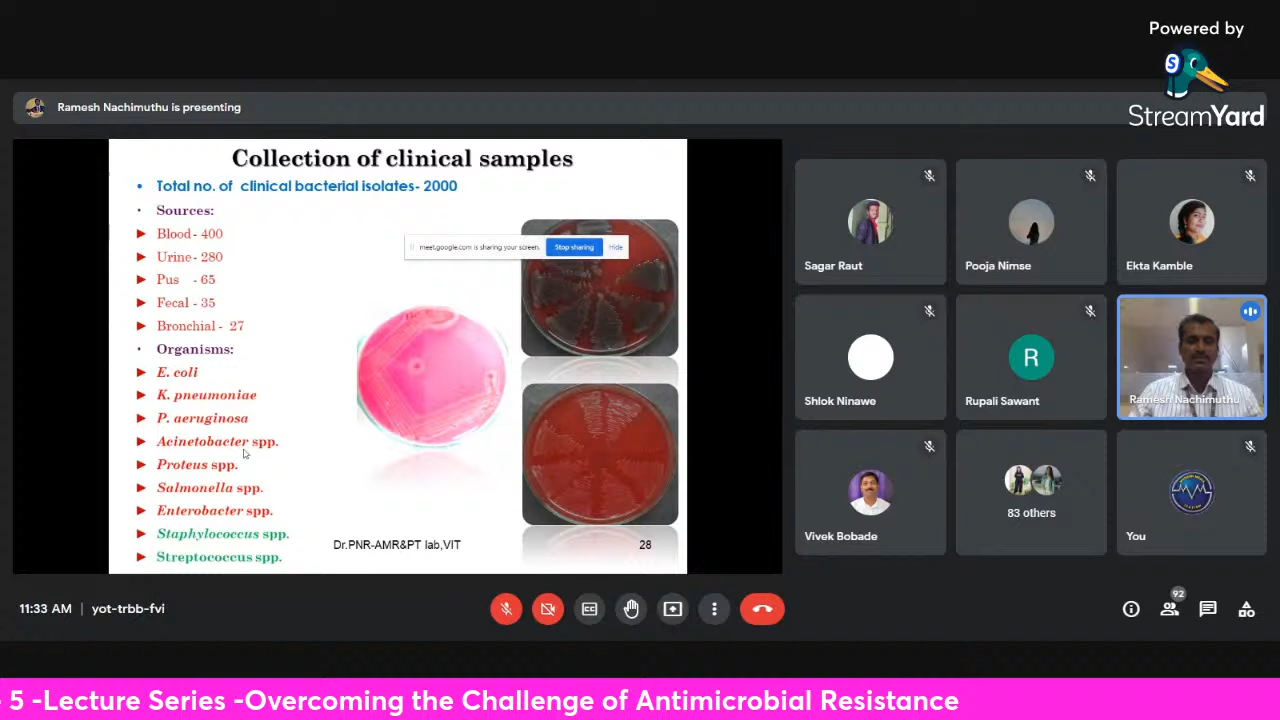 Powered by
S
StreamYard
Ramesh Nachimuthu is presenting
Collection of clinical samples
• Total no. of clinical bacterial isolates- 2000
• Sources:
► Blood- 400
► Urine- 280
► Pus - 65
► Fecal - 35
► Bronchial - 27
• Organisms:
► E. coli
► K. pneumoniae
► P. aeruginosa
► Acinetobacter spp.
► Proteus spp.
► Salmonella spp.
► Enterobacter spp.
► Staphylococcus spp.
► Streptococcus spp.
meet.google.com is sharing your screen.
Stop sharing
Hide
Dr.PNR-AMR&PT lab,VIT
28
Sagar Raut
Pooja Nimse
Ekta Kamble
Shlok Ninawe
R
Rupali Sawant
Ramesh Nachimuthu
Vivek Bobade
83 others
You
11:33 AM | yot-trbb-fvi
92
5 -Lecture Series -Overcoming the Challenge of Antimicrobial Resistance